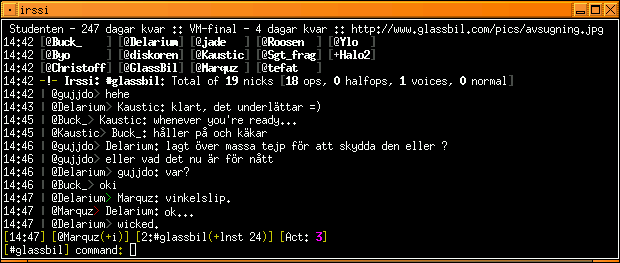 irssi
Studenten - 247 dagar kvar :: VM-final - 4 dagar kvar :: http://www.glassbil.com/pics/avsugning.jpg
14:42 [@Buck_   ] [@Delarium] [@jade   ] [@Roosen  ] [@Ylo  ]
14:42 [@Byo     ] [@diskoren] [@Kaustic] [@Sgt_frag] [+Halo2]
14:42 [@Christoff] [@GlassBil] [@Marquz ] [@tefat   ]
14:42 -!- Irssi: #glassbil: Total of 19 nicks [18 ops, 0 halfops, 1 voices, 0 normal]
14:42 | @gujjdo> hehe
14:43 | @Delarium> Kaustic: klart, det underlättar =)
14:45 | @Buck_> Kaustic: whenever you're ready...
14:45 | @Kaustic> Buck_: håller på och käkar
14:46 | @gujjdo> Delarium: lagt över massa tejp för att skydda den eller ?
14:46 | @gujjdo> eller vad det nu är för nått
14:46 | @Delarium> gujjdo: var?
14:46 | @Buck_> oki
14:47 | @Delarium> Marquz: vinkelslip.
14:47 | @Marquz> Delarium: ok...
14:47 | @Delarium> wicked.
[14:47] [@Marquz(+i)] [2:#glassbil(+lnst 24)] [Act: 3]
[#glassbil] command: